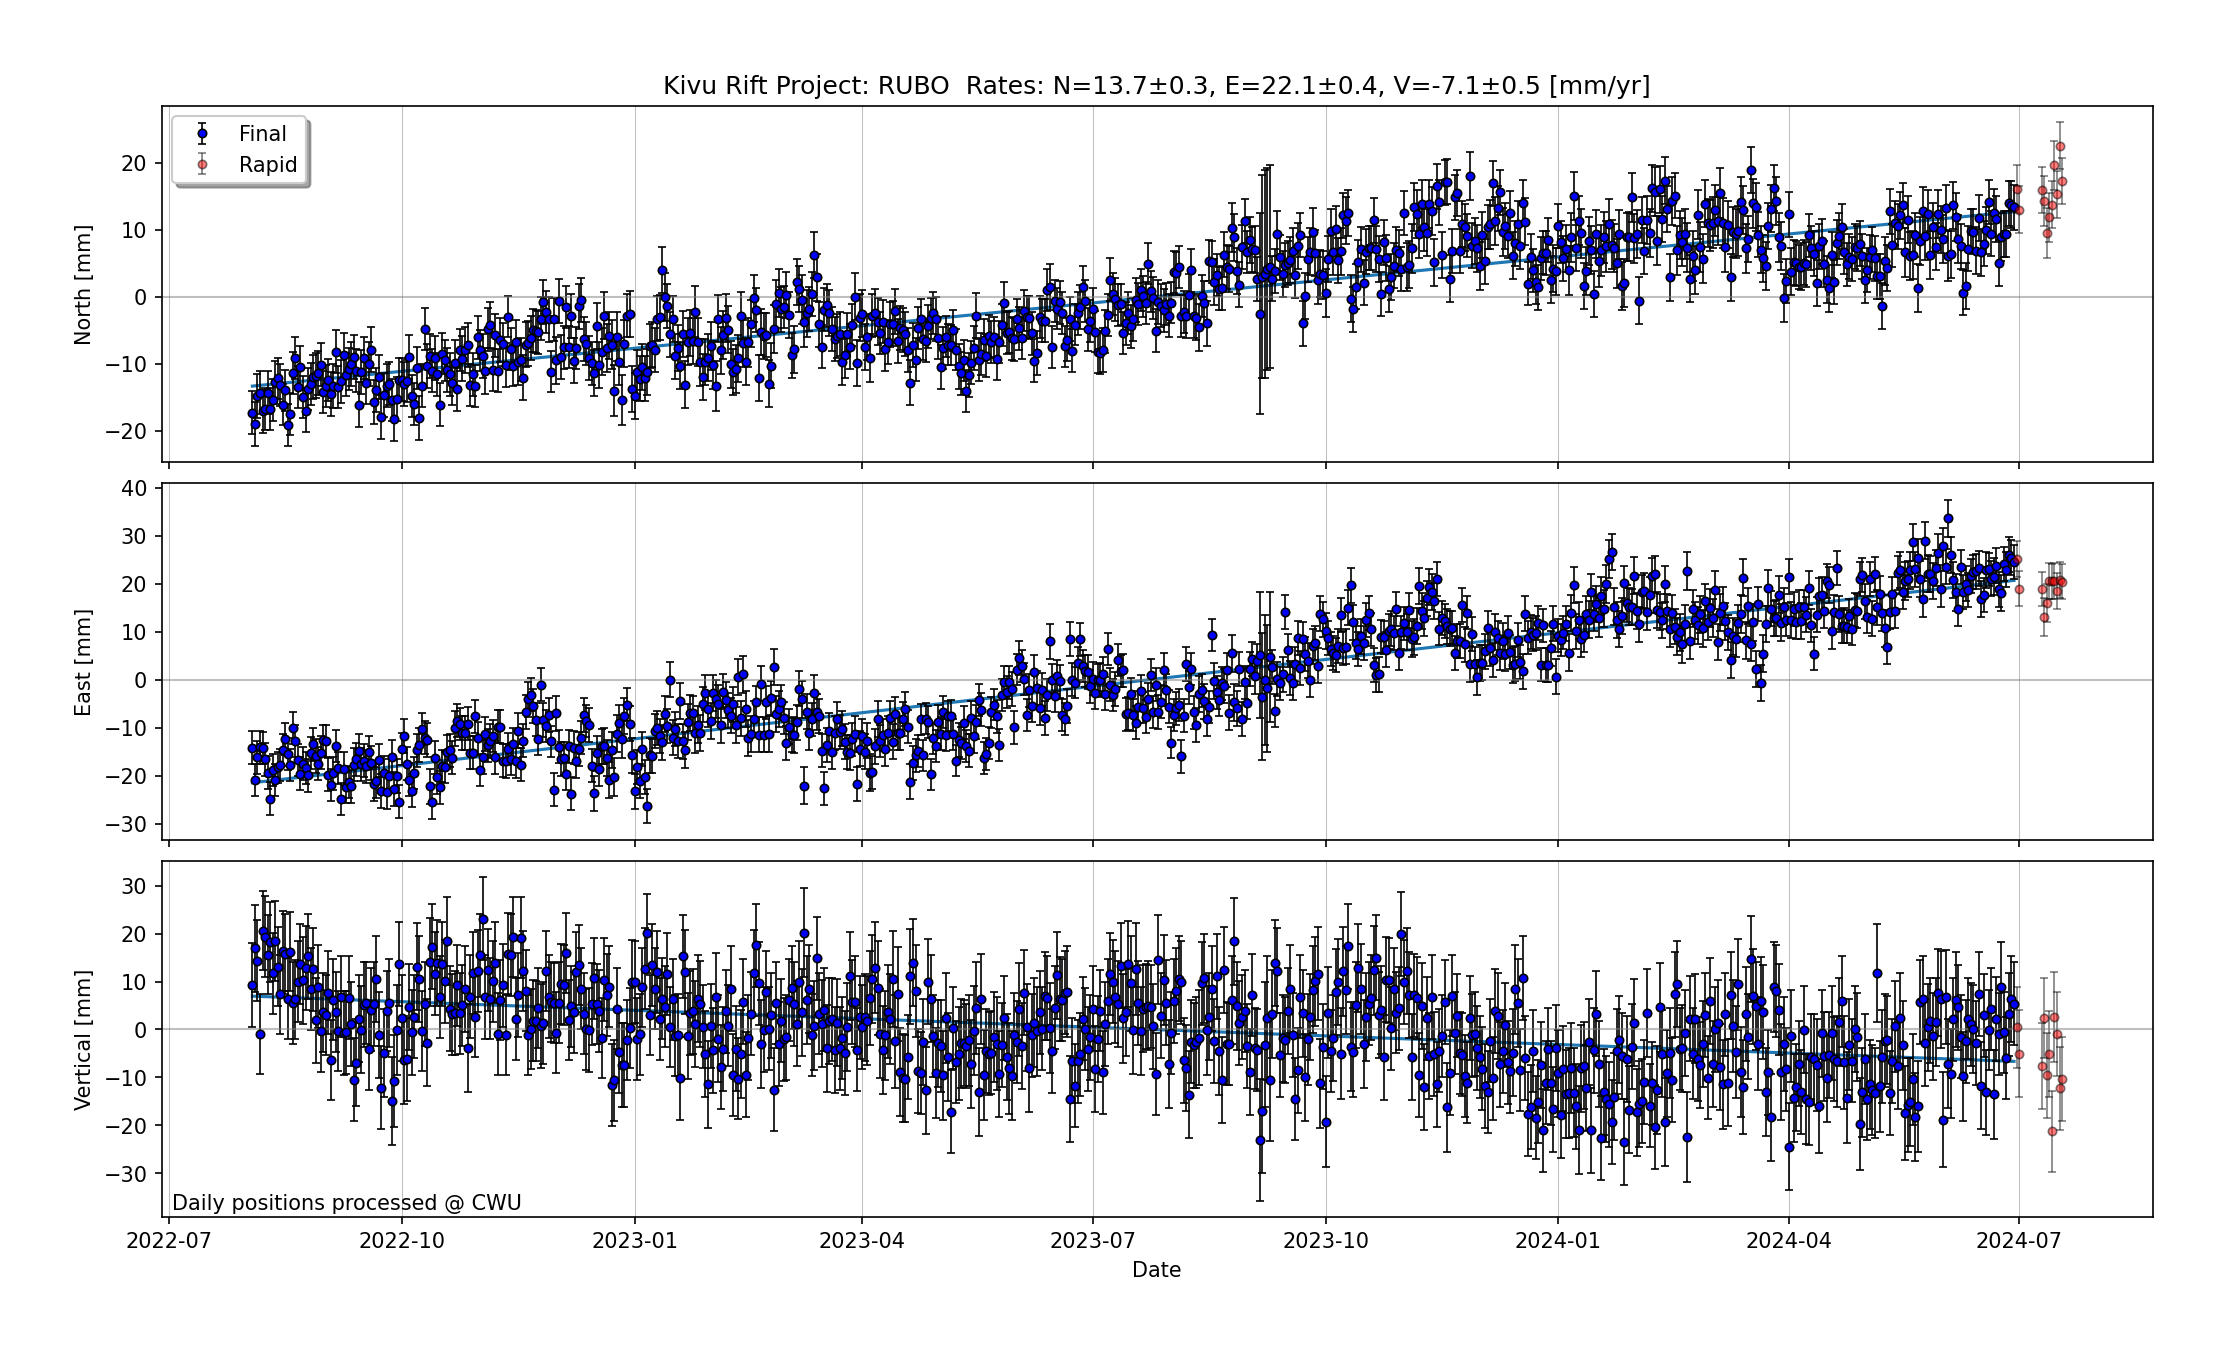 Kivu Rift Project: RUBO  Rates: N=13.7±0.3, E=22.1±0.4, V=-7.1±0.5 [mm/yr]
Final
Rapid
North [mm]
20
10
0
−10
−20
East [mm]
40
30
20
10
0
−10
−20
−30
Vertical [mm]
30
20
10
0
−10
−20
−30
Daily positions processed @ CWU
2022-07 2022-10 2023-01 2023-04 2023-07 2023-10 2024-01 2024-04 2024-07
Date